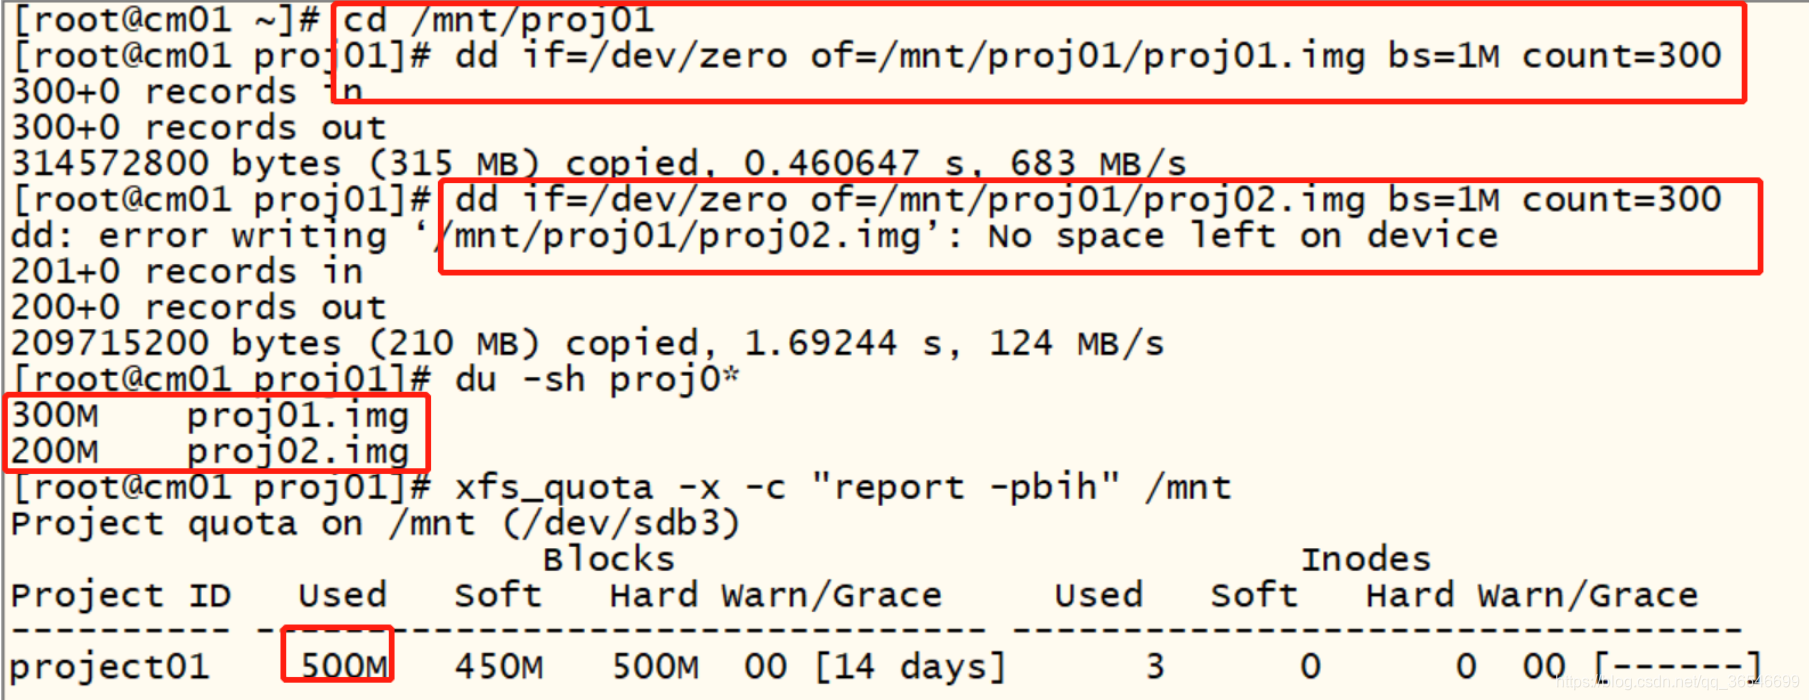 [root@cm01 ~]# cd /mnt/proj01
[root@cm01 proj01]# dd if=/dev/zero of=/mnt/proj01/proj01.img bs=1M count=300
300+0 records in
300+0 records out
314572800 bytes (315 MB) copied, 0.460647 s, 683 MB/s
[root@cm01 proj01]# dd if=/dev/zero of=/mnt/proj01/proj02.img bs=1M count=300
dd: error writing ‘/mnt/proj01/proj02.img’: No space left on device
201+0 records in
200+0 records out
209715200 bytes (210 MB) copied, 1.69244 s, 124 MB/s
[root@cm01 proj01]# du -sh proj0*
300M    proj01.img
200M    proj02.img
[root@cm01 proj01]# xfs_quota -x -c "report -pbih" /mnt
Project quota on /mnt (/dev/sdb3)
                        Blocks                            Inodes
Project ID   Used   Soft   Hard Warn/Grace     Used   Soft   Hard Warn/Grace
---------- --------------------------------- ---------------------------------
project01    500M   450M   500M  00 [14 days]      3      0      0  00 [------]
https://blog.csdn.net/qq_36546699